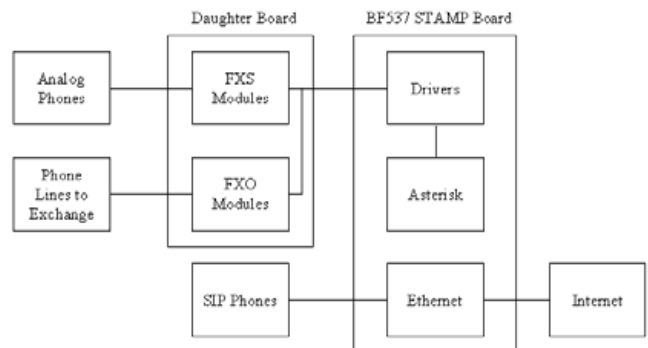 Daughter Board
BF537 STAMP Board
Analog
Phones
FXS
Modules
Drivers
Phone
Lines to
Exchange
FXO
Modules
Asterisk
SIP Phones
Ethernet
Internet